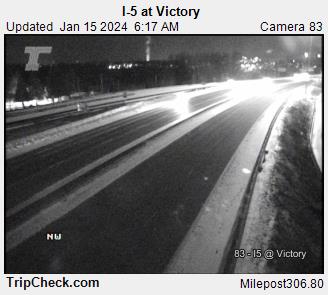 I-5 at Victory
Updated  Jan 15 2024  6:17 AM
Camera 83
T
NW
83 - I5 @ Victory
TripCheck.com
Milepost306.80